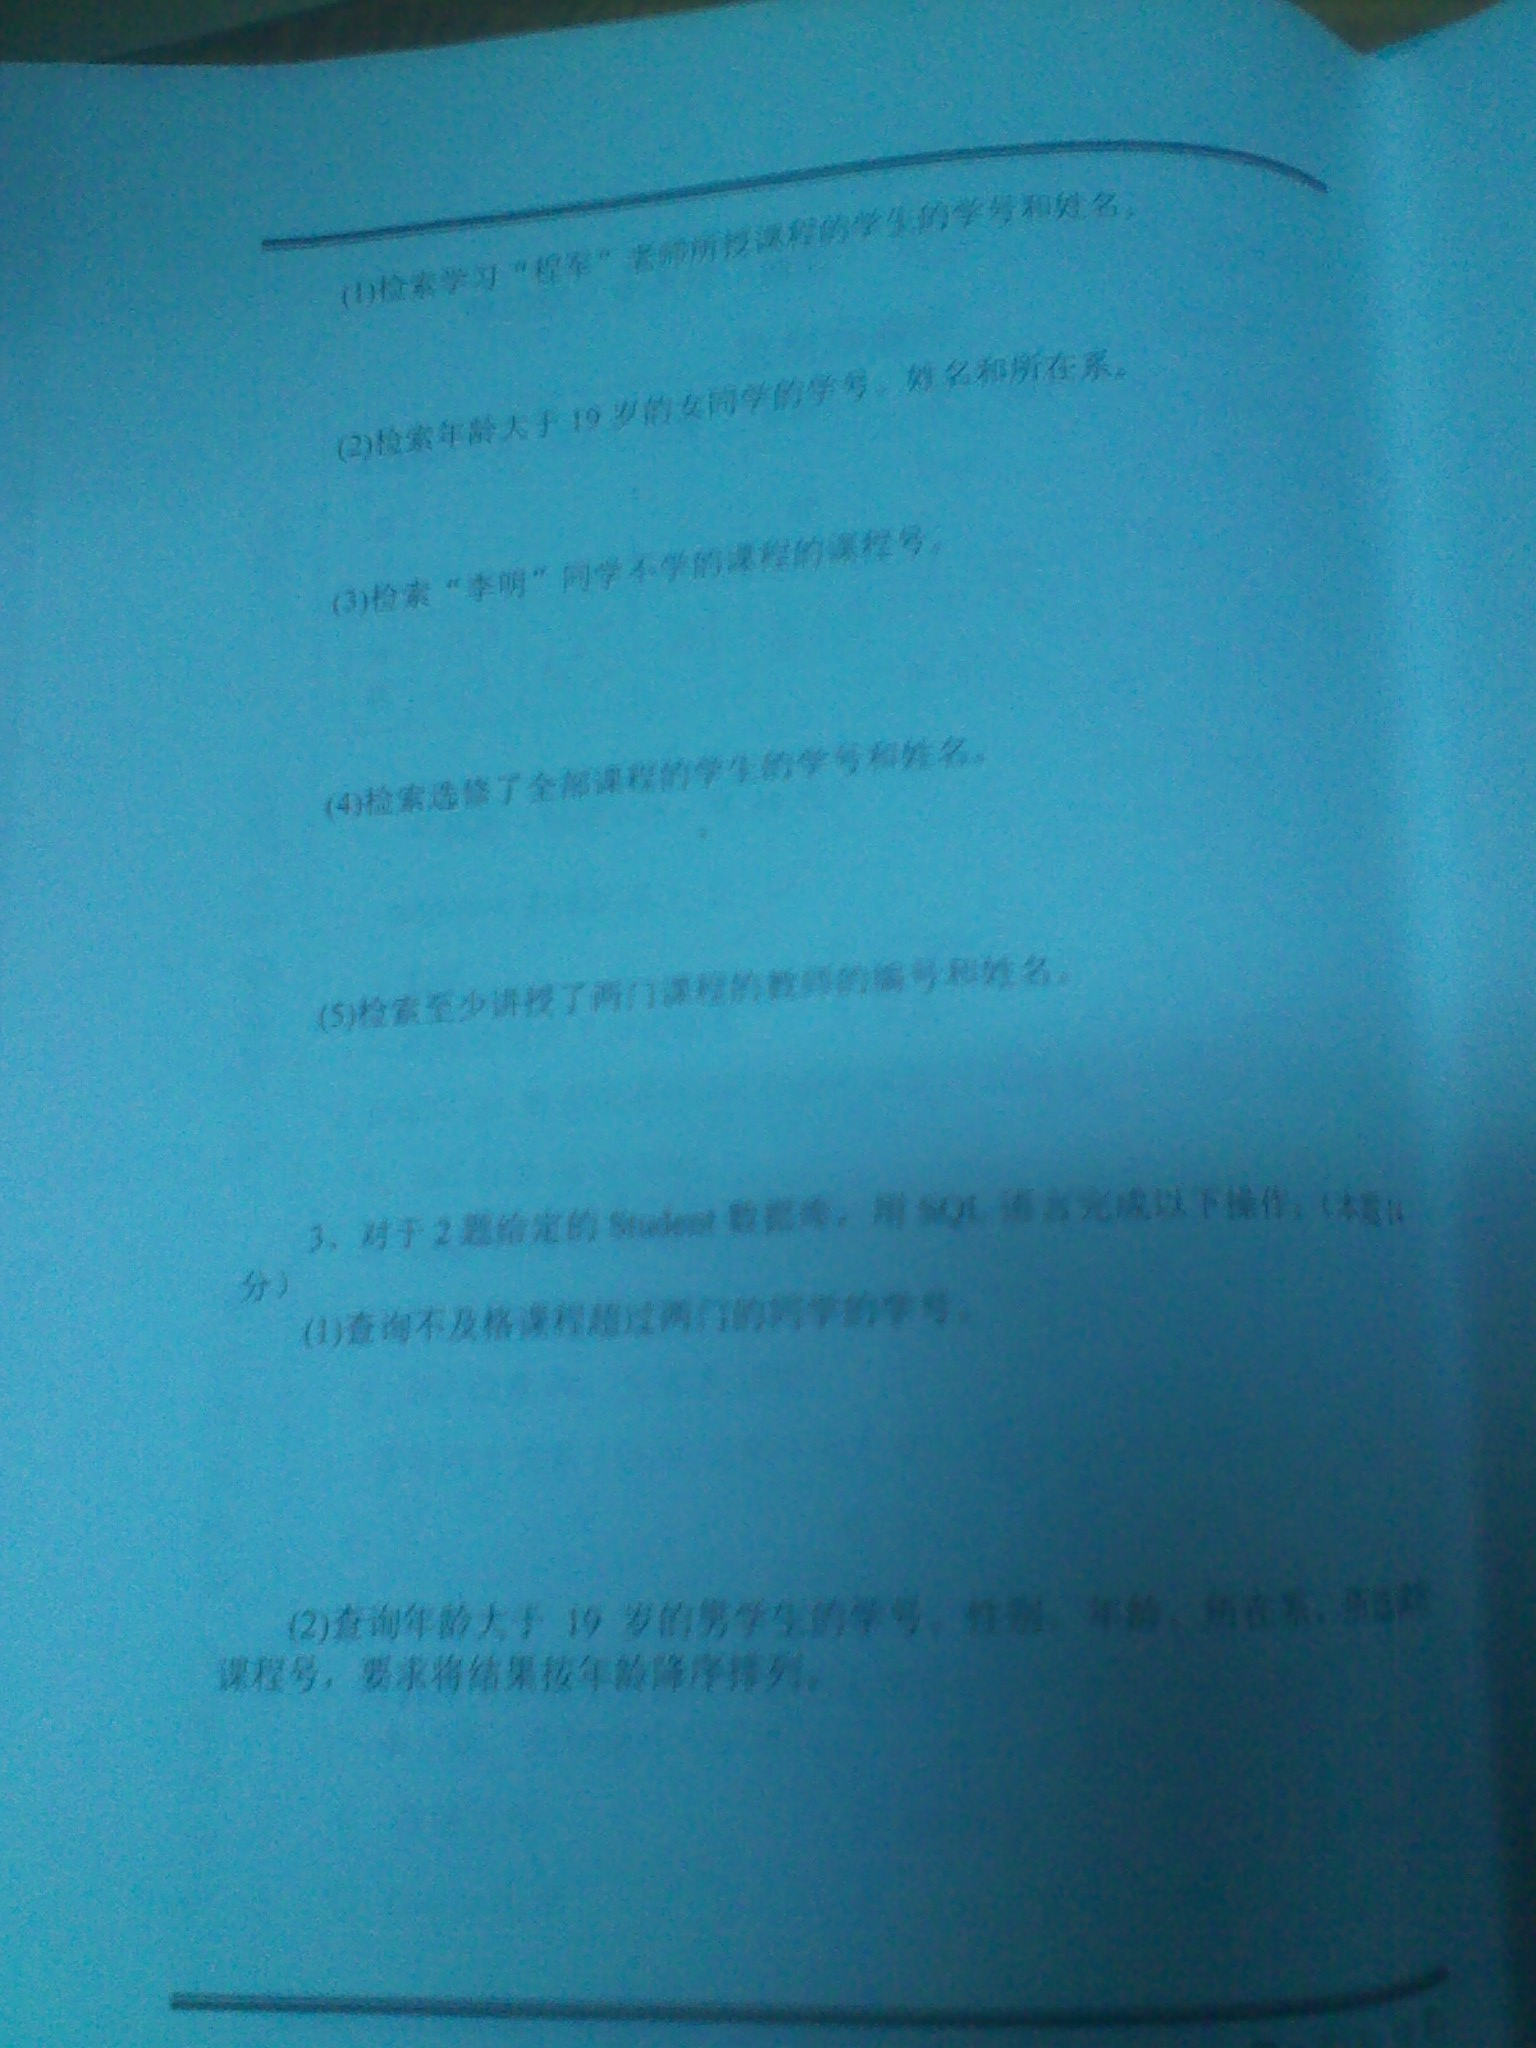 (1)检索学习“程军”老师所授课程的学生的学号和姓名。
(2)检索年龄大于 19 岁的女同学的学号、姓名和所在系。
(3)检索“李明”同学不学的课程的课程号。
(4)检索选修了全部课程的学生的学号和姓名。
(5)检索至少讲授了两门课程的教师的编号和姓名。
3、对于 2 题给定的 Student 数据库，用 SQL 语言完成以下操作。（本题
分）
(1)查询不及格课程超过两门的同学的学号。
(2)查询年龄大于 19 岁的男学生的学号、性别、年龄、所在系、所选
课程号，要求将结果按年龄降序排列。